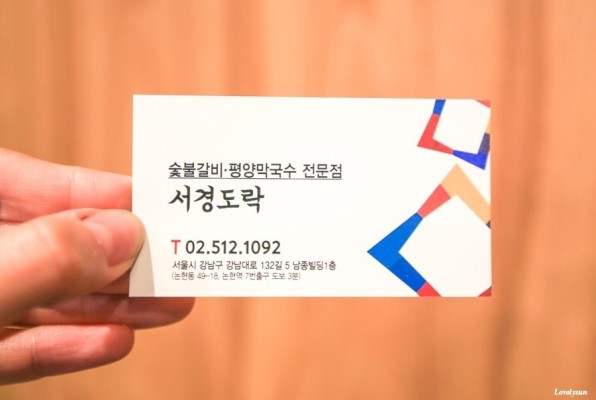 숯불갈비·평양막국수 전문점
서경도락
T 02.512.1092
서울시 강남구 강남대로 132길 5 남종빌딩1층
(논현동 49-18, 논현역 7번출구 도보 3분)
Lovelysun